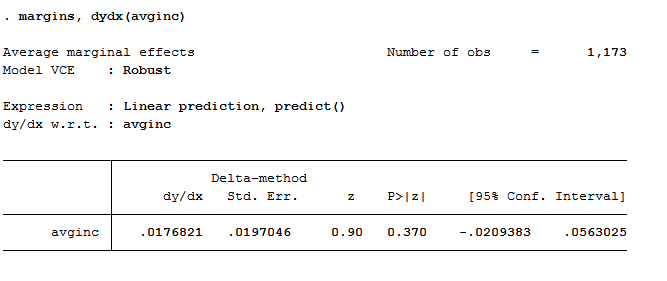 . margins, dydx(avginc)
Average marginal effects Number of obs = 1,173
Model VCE : Robust
Expression : Linear prediction, predict()
dy/dx w.r.t. : avginc
Delta-method
dy/dx Std. Err. z P>|z| [95% Conf. Interval]
avginc .0176821 .0197046 0.90 0.370 -.0209383 .0563025